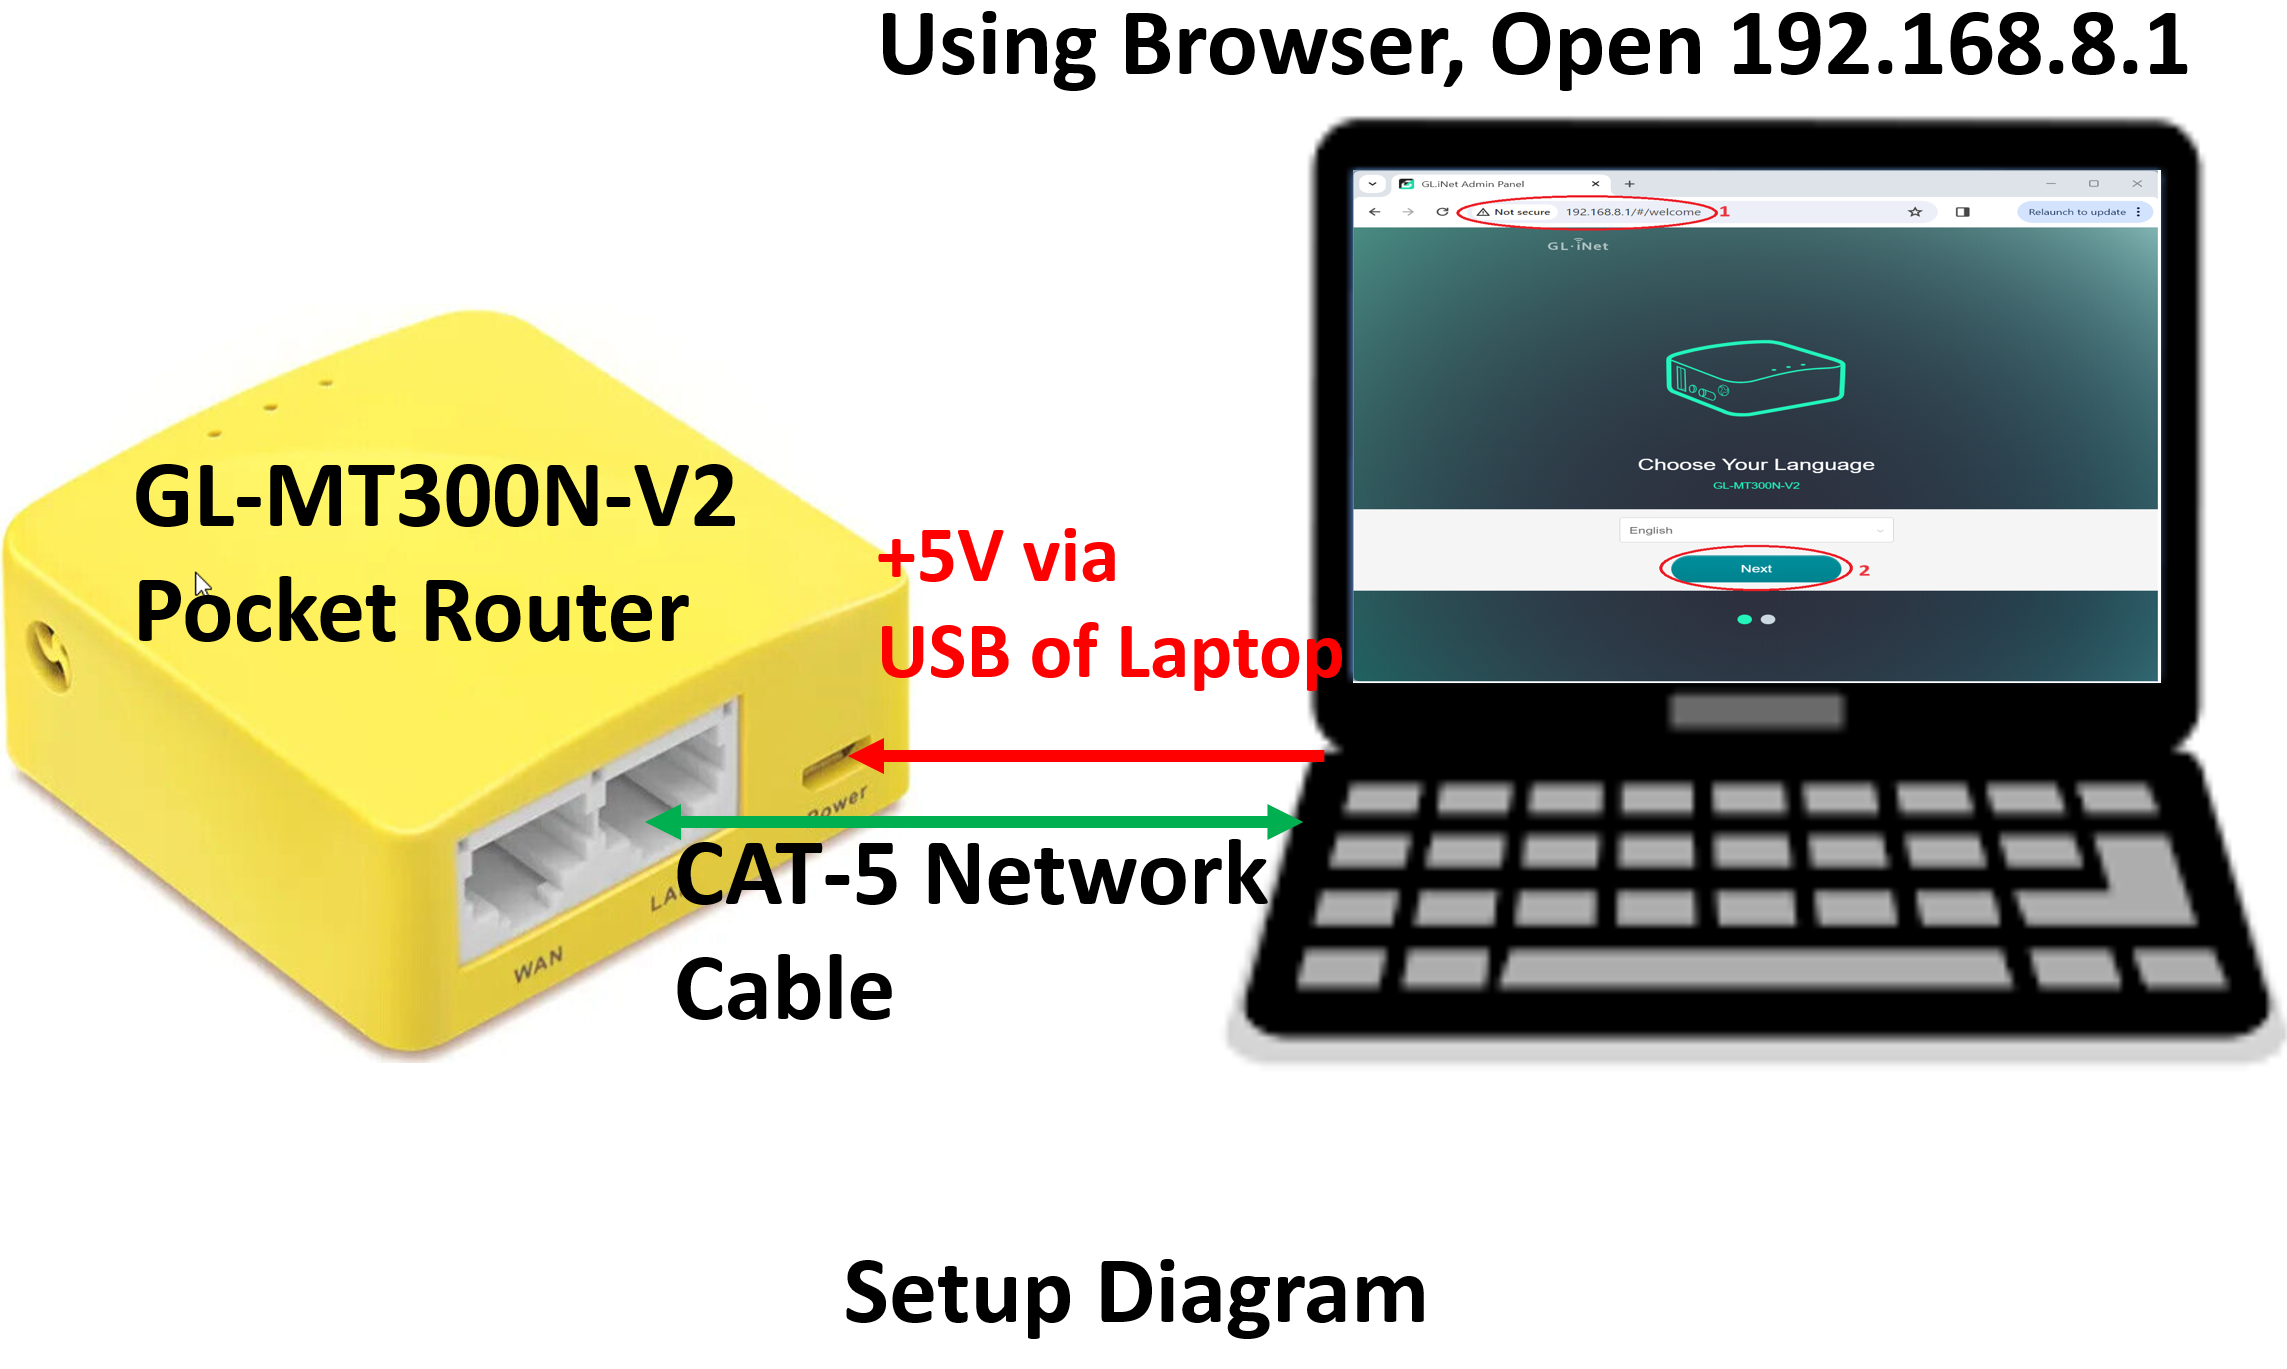 Using Browser, Open 192.168.8.1
GL.iNet Admin Panel
Not secure 192.168.8.1/#/welcome 1
Relaunch to update
GL·iNet
Choose Your Language
GL-MT300N-V2
English
Next 2
GL-MT300N-V2
Pocket Router
+5V via
USB of Laptop
Power
CAT-5 Network
Cable
WAN
Setup Diagram